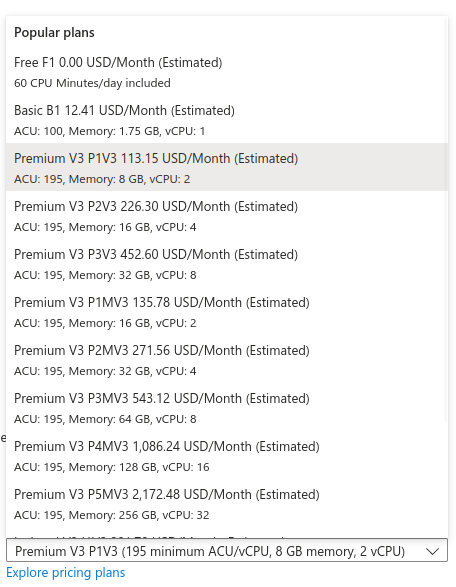 Popular plans
Free F1 0.00 USD/Month (Estimated)
60 CPU Minutes/day included
Basic B1 12.41 USD/Month (Estimated)
ACU: 100, Memory: 1.75 GB, vCPU: 1
Premium V3 P1V3 113.15 USD/Month (Estimated)
ACU: 195, Memory: 8 GB, vCPU: 2
Premium V3 P2V3 226.30 USD/Month (Estimated)
ACU: 195, Memory: 16 GB, vCPU: 4
Premium V3 P3V3 452.60 USD/Month (Estimated)
ACU: 195, Memory: 32 GB, vCPU: 8
Premium V3 P1MV3 135.78 USD/Month (Estimated)
ACU: 195, Memory: 16 GB, vCPU: 2
Premium V3 P2MV3 271.56 USD/Month (Estimated)
ACU: 195, Memory: 32 GB, vCPU: 4
Premium V3 P3MV3 543.12 USD/Month (Estimated)
ACU: 195, Memory: 64 GB, vCPU: 8
e
Premium V3 P4MV3 1,086.24 USD/Month (Estimated)
ACU: 195, Memory: 128 GB, vCPU: 16
Premium V3 P5MV3 2,172.48 USD/Month (Estimated)
ACU: 195, Memory: 256 GB, vCPU: 32
Premium V3 P1V3 (195 minimum ACU/vCPU, 8 GB memory, 2 vCPU)
Explore pricing plans